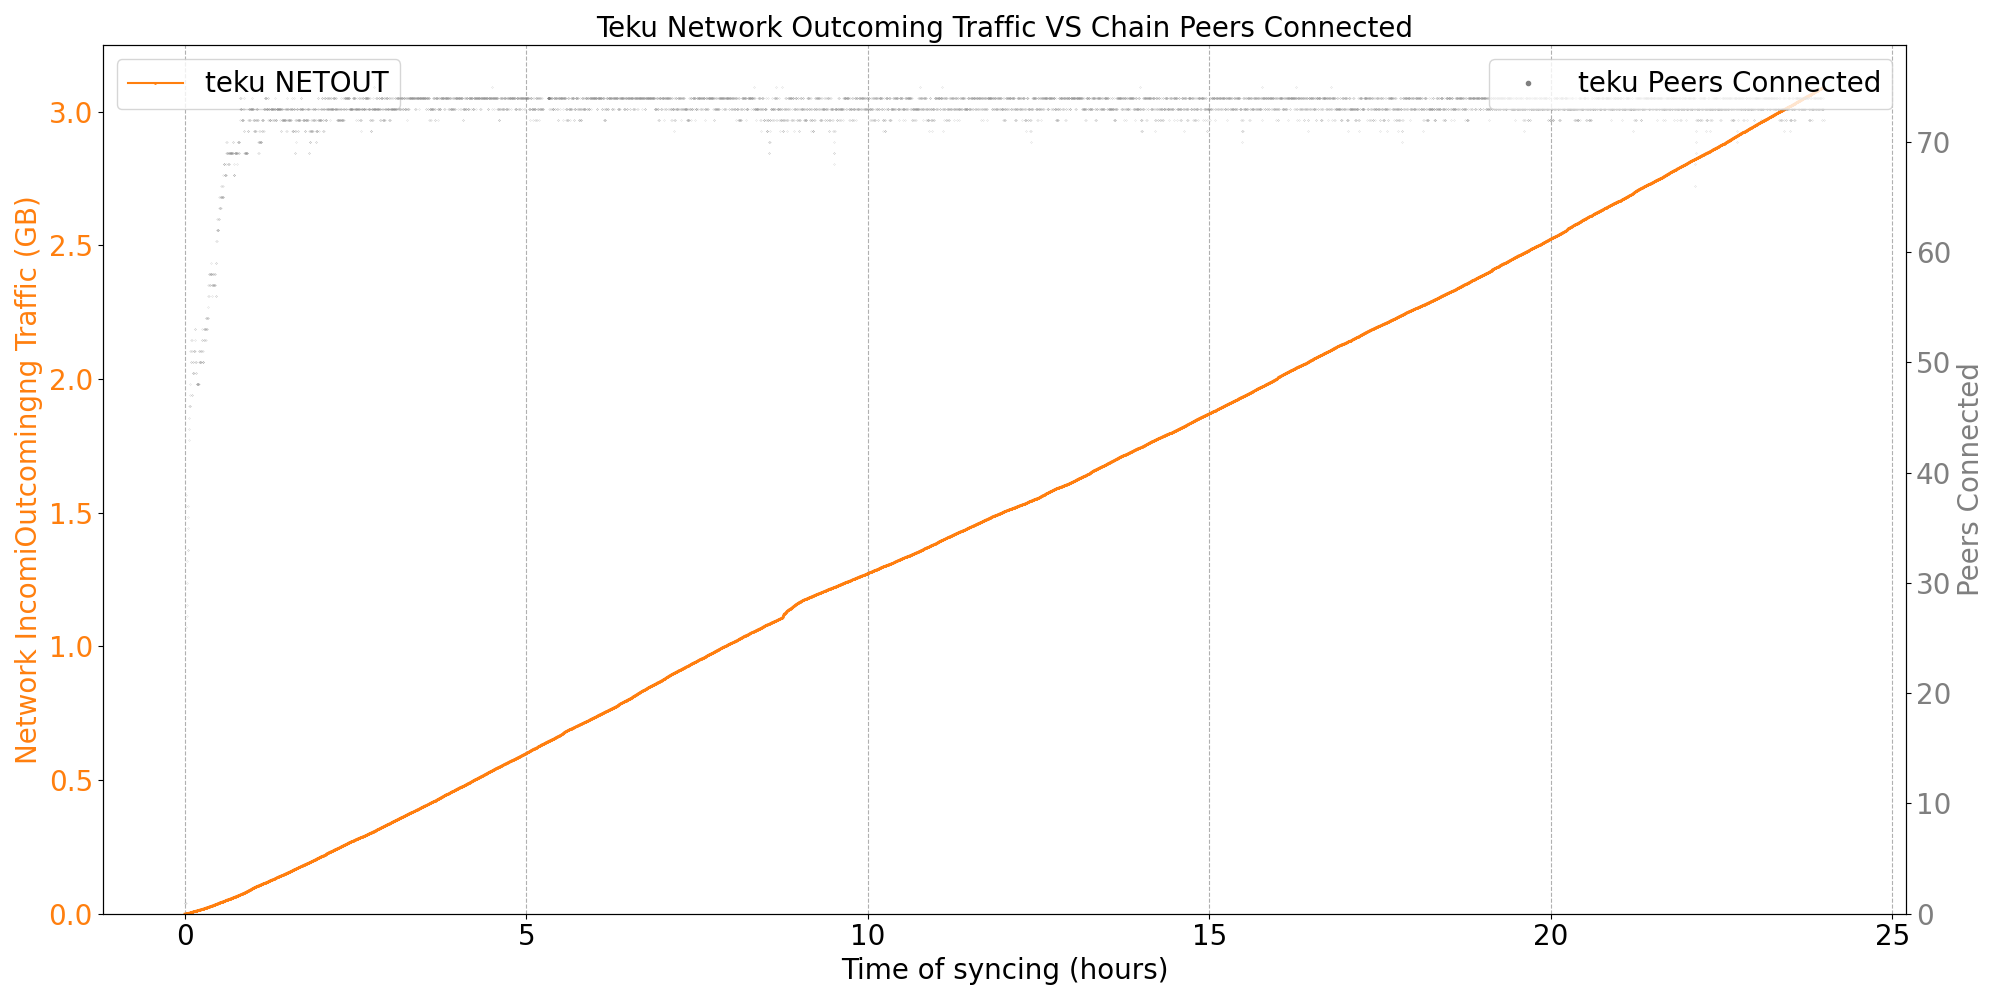 Teku Network Outcoming Traffic VS Chain Peers Connected
teku NETOUT
teku Peers Connected
Network IncomiOutcomingng Traffic (GB)
3.0
2.5
2.0
1.5
1.0
0.5
0.0
70
60
50
40
30
20
10
0
Peers Connected
0 5 10 15 20 25
Time of syncing (hours)